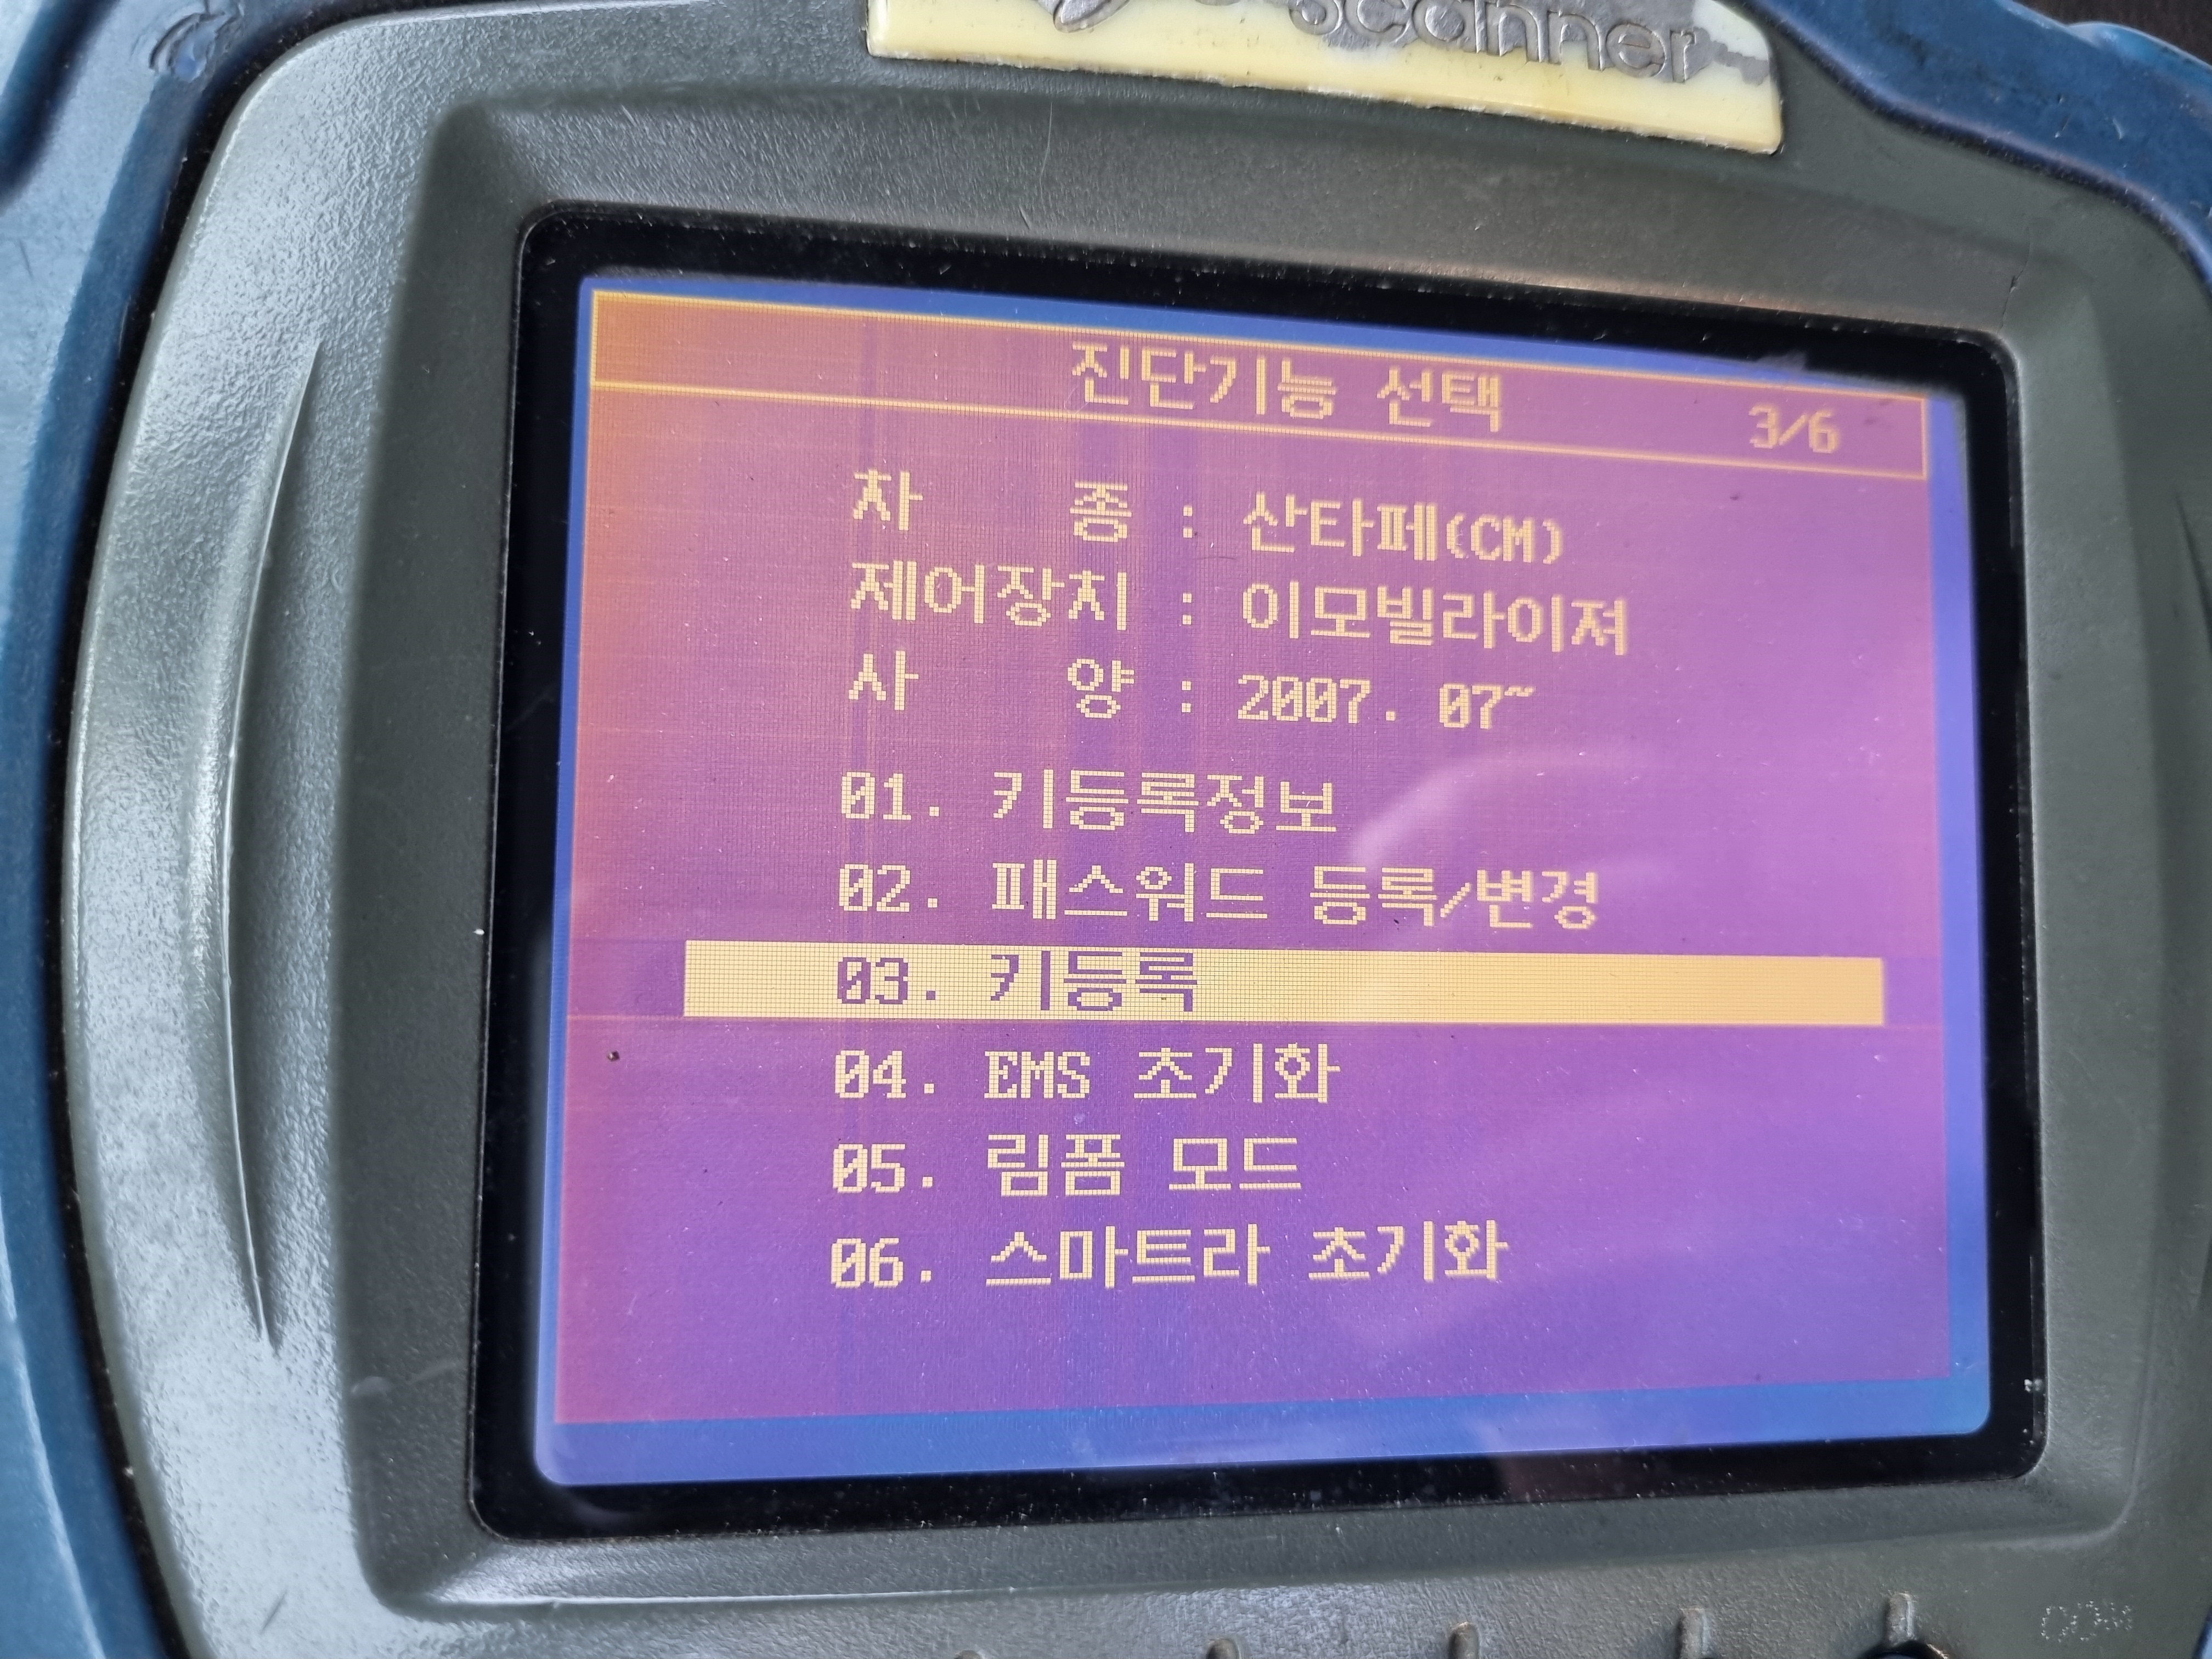 scanner
진단기능 선택 3/6
차 종 : 산타페(CM)
제어장치 : 이모빌라이져
사 양 : 2007. 07~
01. 키등록정보
02. 패스워드 등록/변경
03. 키등록
04. EMS 초기화
05. 림폼 모드
06. 스마트라 초기화